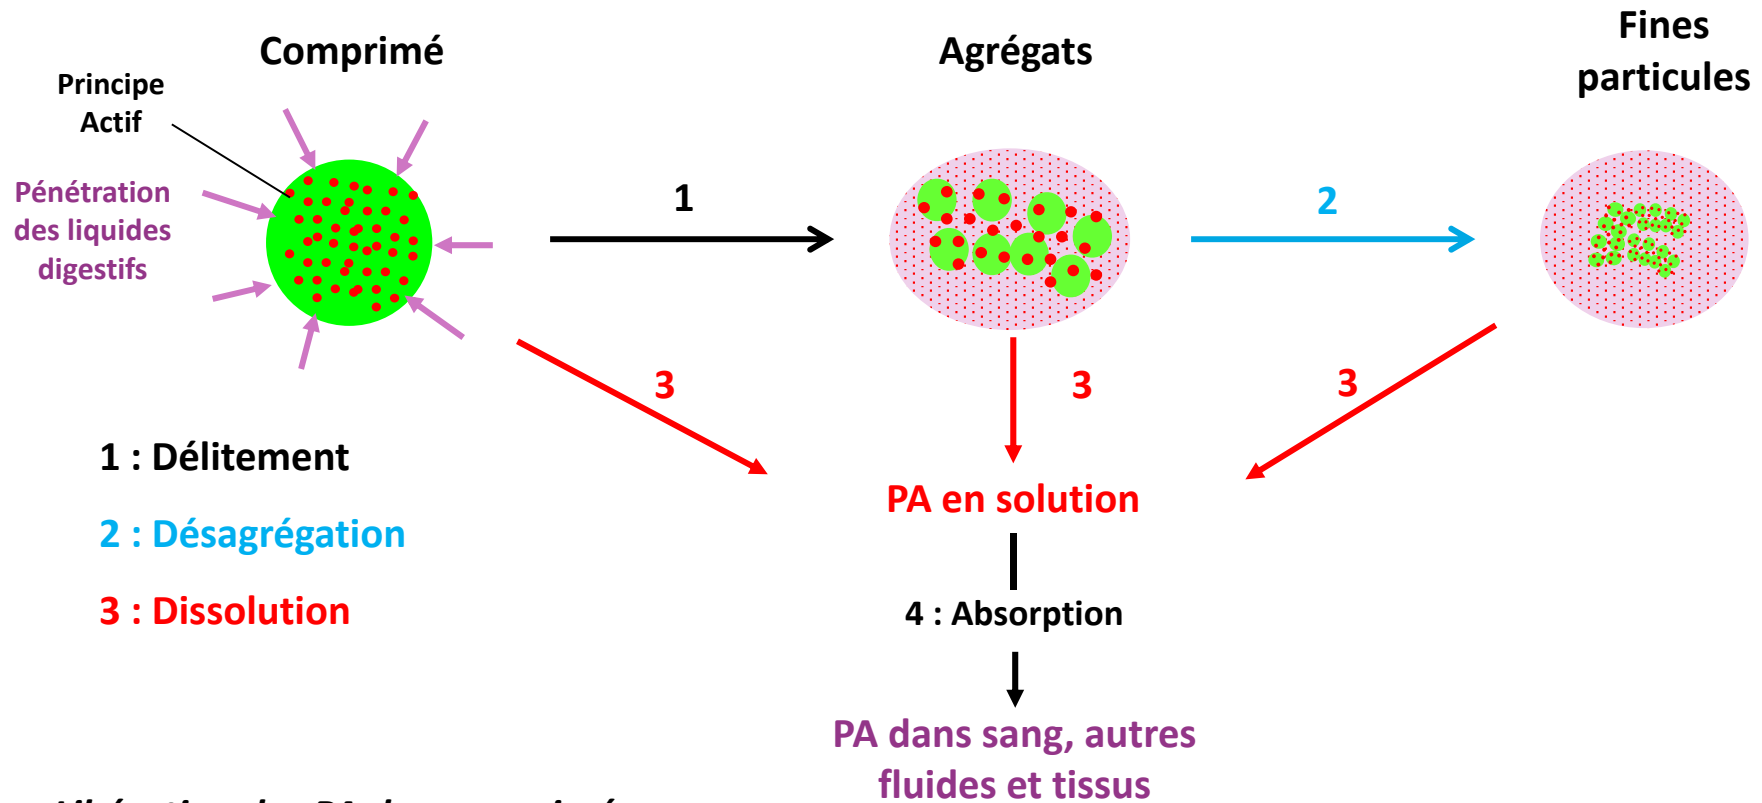 Comprimé
Agrégats
Fines
particules
Principe
Actif
Pénétration
des liquides
digestifs
1
2
3
3
3
1 : Délitement
2 : Désagrégation
3 : Dissolution
PA en solution
4 : Absorption
PA dans sang, autres
fluides et tissus